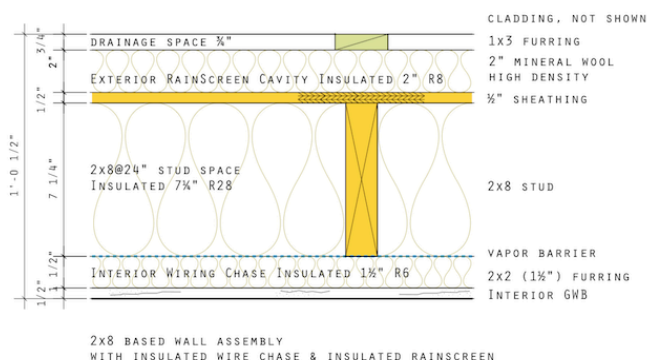 CLADDING, NOT SHOWN
3/4"
DRAINAGE SPACE ¾"
1x3 FURRING
2"
EXTERIOR RAINSCREEN CAVITY INSULATED 2" R8
2" MINERAL WOOL
HIGH DENSITY
1/2"
½" SHEATHING
1'-0 1/2"
7 1/4"
2x8@24" STUD SPACE
INSULATED 7¼" R28
2x8 STUD
VAPOR BARRIER
1 1/2"
INTERIOR WIRING CHASE INSULATED 1½" R6
2x2 (1½") FURRING
1/2"
INTERIOR GWB
2x8 BASED WALL ASSEMBLY
WITH INSULATED WIRE CHASE & INSULATED RAINSCREEN